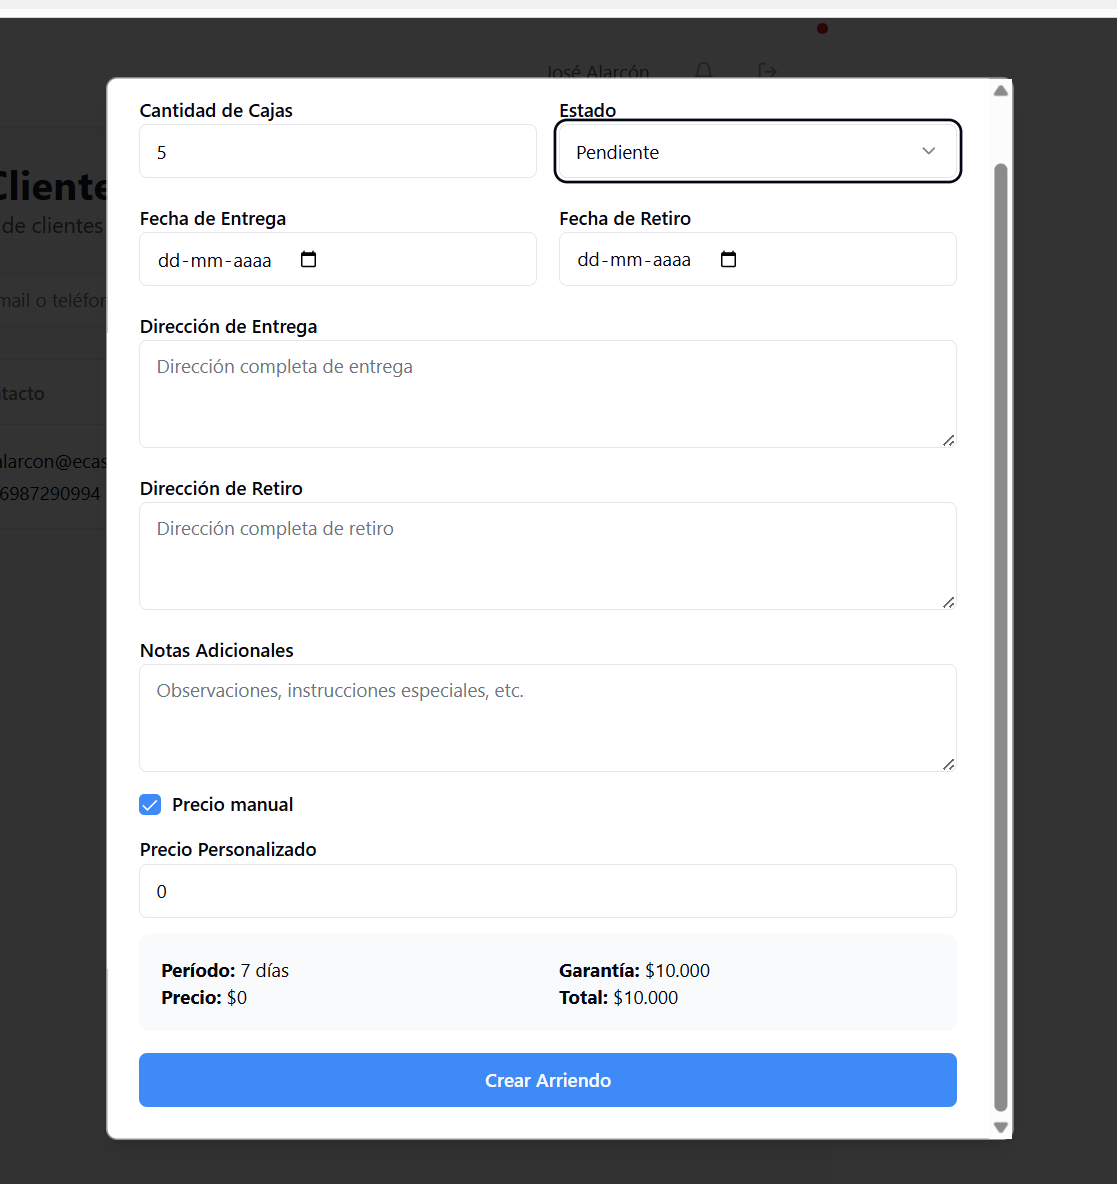 José Alarcón
Cliente
de clientes
mail o teléfor
ntacto
alarcon@ecas
6987290994
Cantidad de Cajas
5
Estado
Pendiente
Fecha de Entrega
dd-mm-aaaa
Fecha de Retiro
dd-mm-aaaa
Dirección de Entrega
Dirección completa de entrega
Dirección de Retiro
Dirección completa de retiro
Notas Adicionales
Observaciones, instrucciones especiales, etc.
Precio manual
Precio Personalizado
0
Período: 7 días
Garantía: $10.000
Precio: $0
Total: $10.000
Crear Arriendo